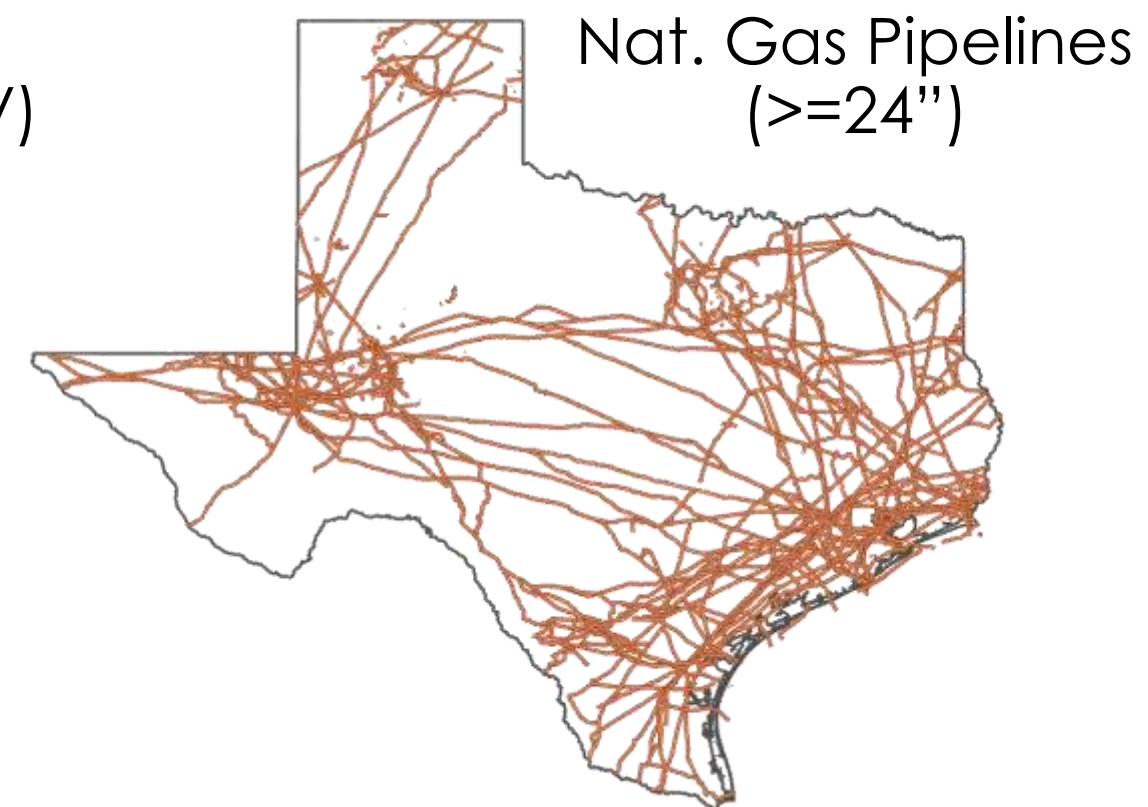 Nat. Gas Pipelines
/)
(>=24”)